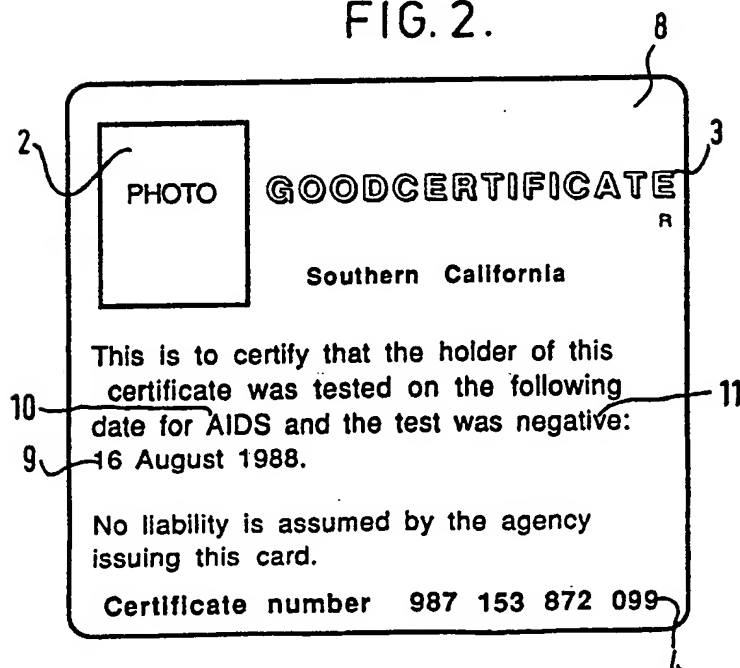 FIG. 2.
8
2
3
PHOTO
GOODCERTIFICATE
R
Southern California
This is to certify that the holder of this
certificate was tested on the following
10
11
date for AIDS and the test was negative:
9
16 August 1988.
No liability is assumed by the agency
issuing this card.
Certificate number 987 153 872 099